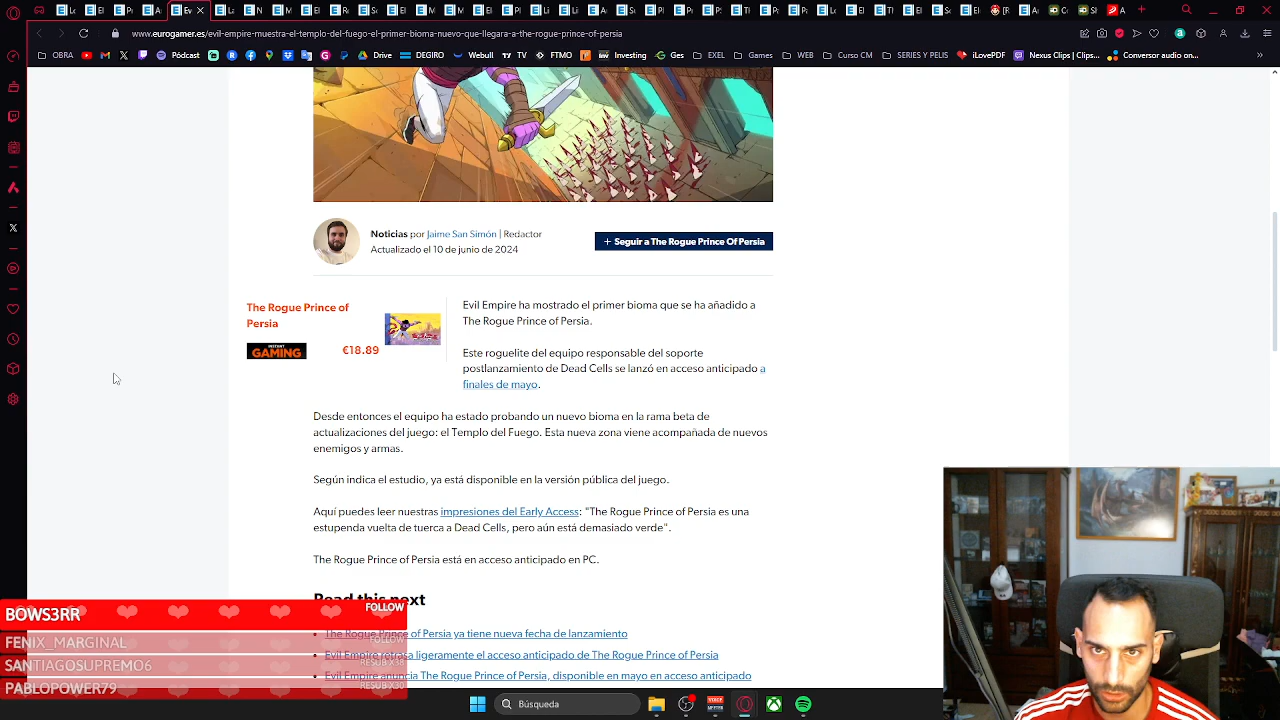 www.eurogamer.es/evil-empire-muestra-el-primer-bioma-nuevo-que-llegara-a-the-rogue-prince-of-persia
OBRA
Pódcast
Drive
DEGIRO
Webull
TV
FTMO
Investing
Ges
EXEL
WEB
Curso CM
SERIES Y PELIS
iLovePDF
Nexus Clips | Clips...
Conversor audio on...
Noticias por Jaime San Simón | Redactor
Actualizado el 10 de junio de 2024
+ Seguir a The Rogue Prince Of Persia
The Rogue Prince of
Persia
INSTANT
GAMING
€18.89
Evil Empire ha mostrado el primer bioma que se ha añadido a
The Rogue Prince of Persia.
Este roguelite del equipo responsable del soporte
postlanzamiento de Dead Cells se lanzó en acceso anticipado a
finales de mayo.
Desde entonces el equipo ha estado probando un nuevo bioma en la rama beta de
actualizaciones del juego: el Templo del Fuego. Esta nueva zona viene acompañada de nuevos
enemigos y armas.
Según indica el estudio, ya está disponible en la versión pública del juego.
Aquí puedes leer nuestras impresiones del Early Access: "The Rogue Prince of Persia es una
estupenda vuelta de tuerca a Dead Cells, pero aún está demasiado verde".
The Rogue Prince of Persia está en acceso anticipado en PC.
Read this next
The Rogue Prince of Persia ya tiene nueva fecha de lanzamiento
Evil Empire retrasa ligeramente el acceso anticipado de The Rogue Prince of Persia
Evil Empire anuncia The Rogue Prince of Persia, disponible en mayo en acceso anticipado
BOWS3RR
FOLLOW
FENIX_MARGINAL
FOLLOW
SANTIAGOSUPREMO6
RESUB X38
PABLOPOWER79
RESUB X30
Búsqueda